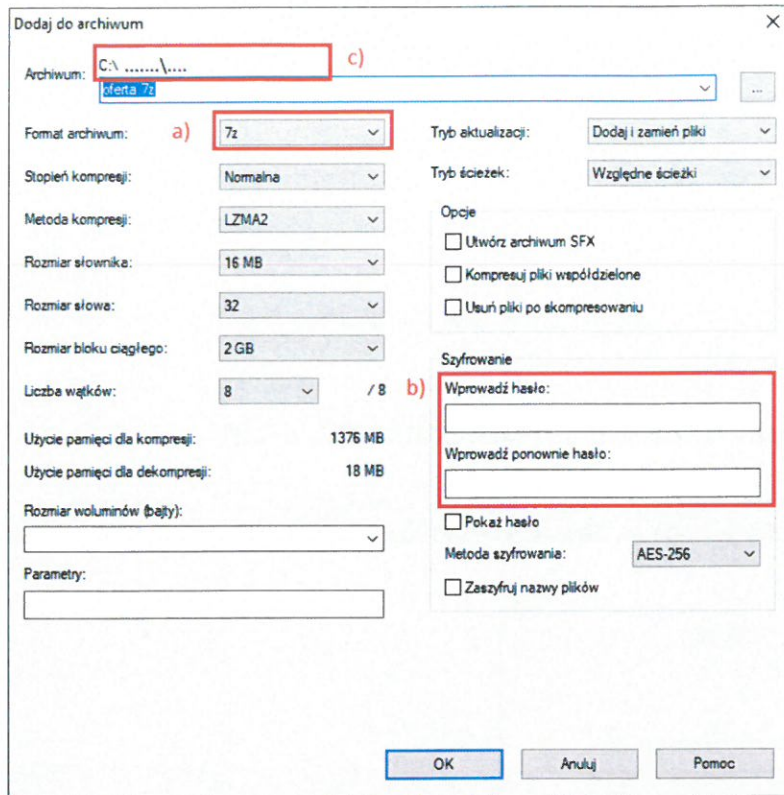 Dodaj do archiwum
Archiwum: C:\ .......\.... c)
oferta 7z
...
Format archiwum: a) 7z
Tryb aktualizacji: Dodaj i zamień pliki
Stopień kompresji: Normalna
Tryb ścieżek: Względne ścieżki
Metoda kompresji: LZMA2
Opcje
Utwórz archiwum SFX
Rozmiar słownika: 16 MB
Kompresuj pliki współdzielone
Rozmiar słowa: 32
Usuń pliki po skompresowaniu
Rozmiar bloku ciągłego: 2 GB
Szyfrowanie
Liczba wątków: 8 / 8
b) Wprowadź hasło:
Użycie pamięci dla kompresji: 1376 MB
Wprowadź ponownie hasło:
Użycie pamięci dla dekompresji: 18 MB
Rozmiar woluminów (bajty):
Pokaż hasło
Metoda szyfrowania: AES-256
Parametry:
Zaszyfruj nazwy plików
OK Anuluj Pomoc